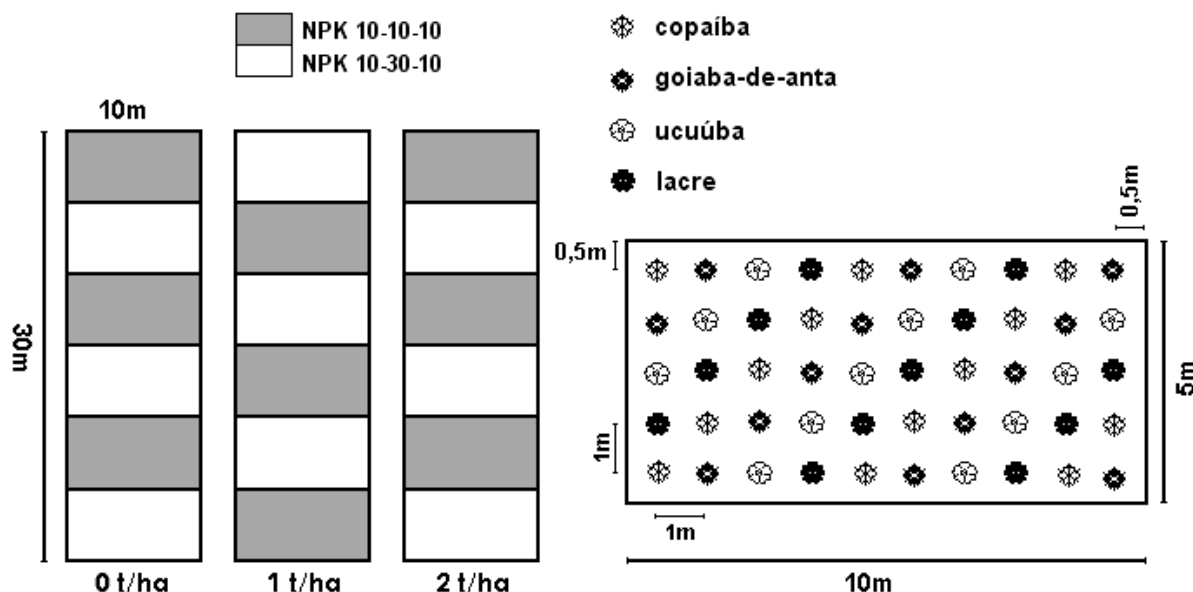 NPK 10-10-10
NPK 10-30-10
10m
30m
0 t/ha
1 t/ha
2 t/ha
copaíba
goiaba-de-anta
ucuúba
lacre
0,5m
0,5m
1m
1m
5m
10m